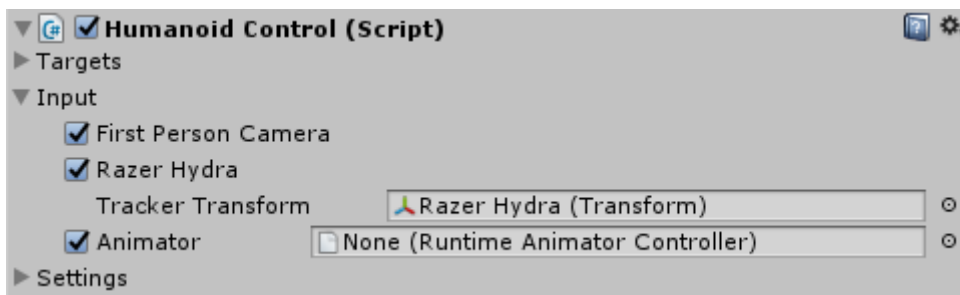 Humanoid Control (Script)
Targets
Input
First Person Camera
Razer Hydra
Tracker Transform Razer Hydra (Transform)
Animator None (Runtime Animator Controller)
Settings